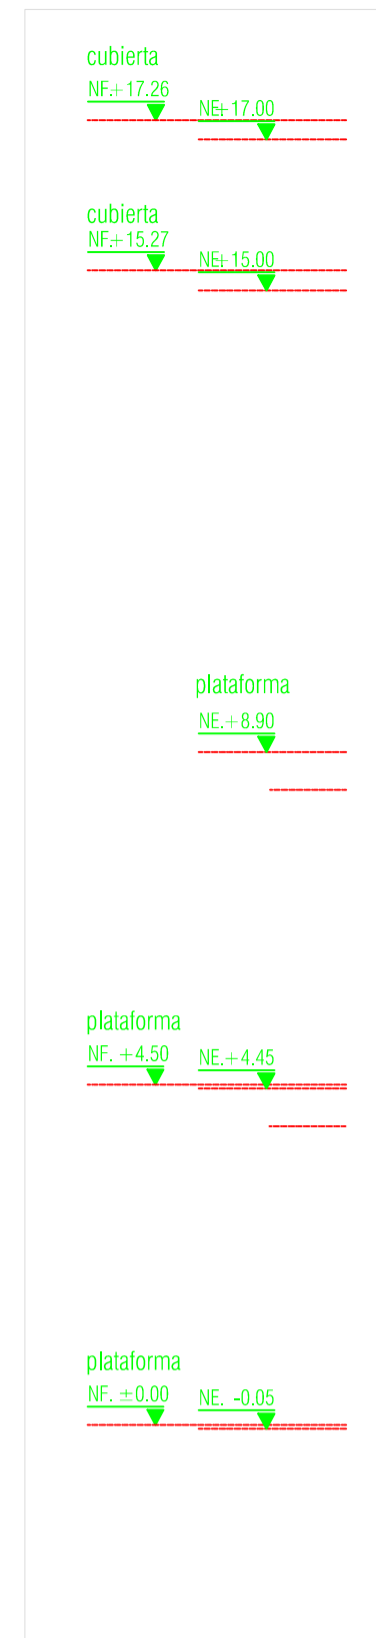 cubierta
NF.+17.26
NE.+17.00
cubierta
NF.+15.27
NE.+15.00
plataforma
NE.+8.90
plataforma
NF. +4.50
NE.+4.45
plataforma
NF. ±0.00
NE. -0.05